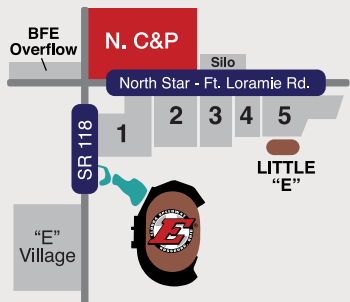 BFE
Overflow
N. C&P
Silo
North Star - Ft. Loramie Rd.
SR 118
1
2
3
4
5
LITTLE
“E”
“E”
Village
E